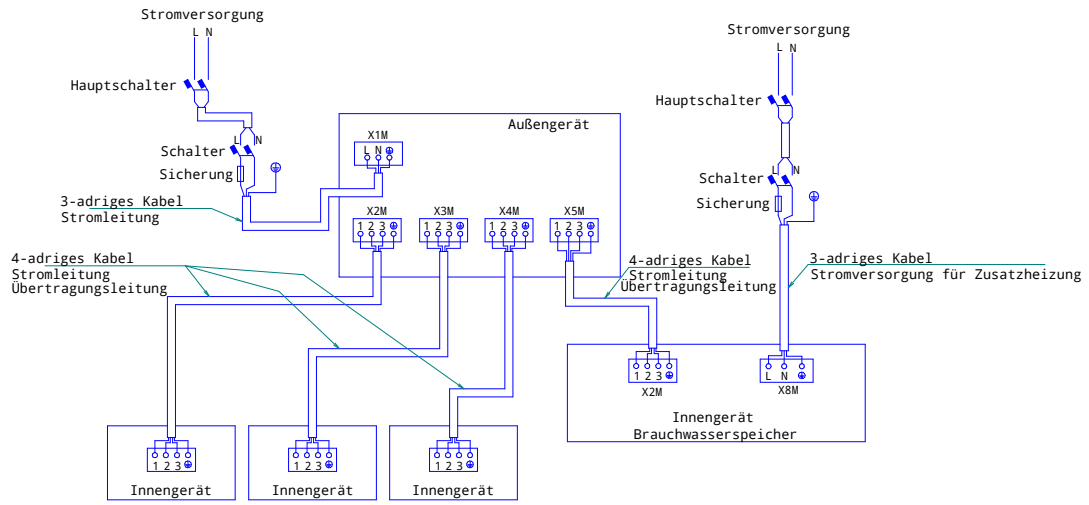 Stromversorgung
L N
Hauptschalter
L N
Schalter
Sicherung
3-adriges Kabel
Stromleitung
Außengerät
X1M
L N
X2M
1 2 3
X3M
1 2 3
X4M
1 2 3
X5M
1 2 3
4-adriges Kabel
Stromleitung
Übertragungsleitung
4-adriges Kabel
Stromleitung
Übertragungsleitung
Stromversorgung
L N
Hauptschalter
L N
Schalter
Sicherung
3-adriges Kabel
Stromversorgung für Zusatzheizung
1 2 3
X2M
L N
X8M
Innengerät
Brauchwasserspeicher
1 2 3
Innengerät
1 2 3
Innengerät
1 2 3
Innengerät